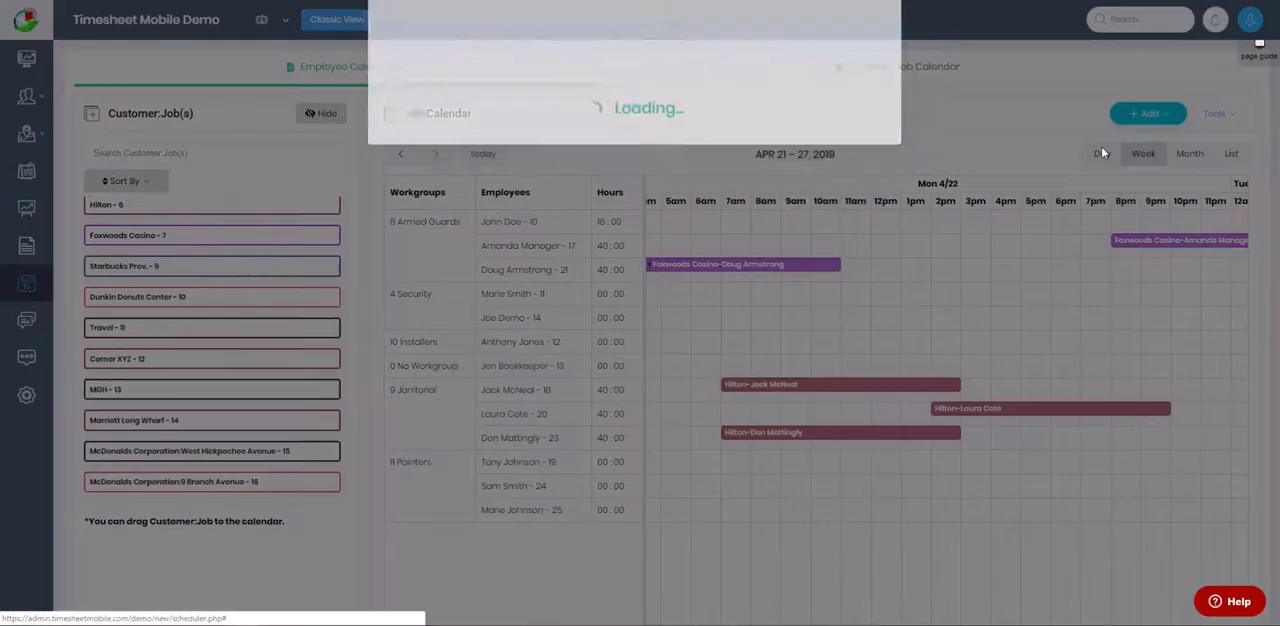 Timesheet Mobile Demo
Classic View
Search...
page guide
Employee Cale
ob Calendar
Customer:Job(s)
Hide
Calendar
Loading...
+ Add
Tools
Search Customer:Job(s)
today
APR 21 – 27, 2019
Week
Month
List
Sort By
Workgroups
Employees
Hours
Mon 4/22
Tue
am 5am 6am 7am 8am 9am 10am 11am 12pm 1pm 2pm 3pm 4pm 5pm 6pm 7pm 8pm 9pm 10pm 11pm 12a
Hilton - 6
Foxwoods Casino - 7
Starbucks Prov. - 9
Dunkin Donuts Center - 10
Travel - 11
Corner XYZ - 12
MGH - 13
Marriott Long Wharf - 14
McDonalds Corporation:West Hickpochee Avenue - 15
McDonalds Corporation:9 Branch Avenue - 16
*You can drag Customer:Job to the calendar.
8 Armed Guards John Doe - 10 16 : 00
Amanda Manager - 17 40 : 00 Foxwoods Casino-Amanda Manage
Doug Armstrong - 21 40 : 00 Foxwoods Casino-Doug Armstrong
4 Security Marie Smith - 11 00 : 00
Joe Demo - 14 00 : 00
10 Installers Anthony Jones - 12 00 : 00
0 No Workgroup Jen Bookkeeper - 13 00 : 00
9 Janitorial Jack McNeal - 18 40 : 00 Hilton-Jack McNeal
Laura Cote - 20 40 : 00 Hilton-Laura Cote
Don Mattingly - 23 40 : 00 Hilton-Don Mattingly
11 Painters Tony Johnson - 19 00 : 00
Sam Smith - 24 00 : 00
Marie Johnson - 25 00 : 00
Help
https://admin.timesheetmobile.com/demo/new/scheduler.php#